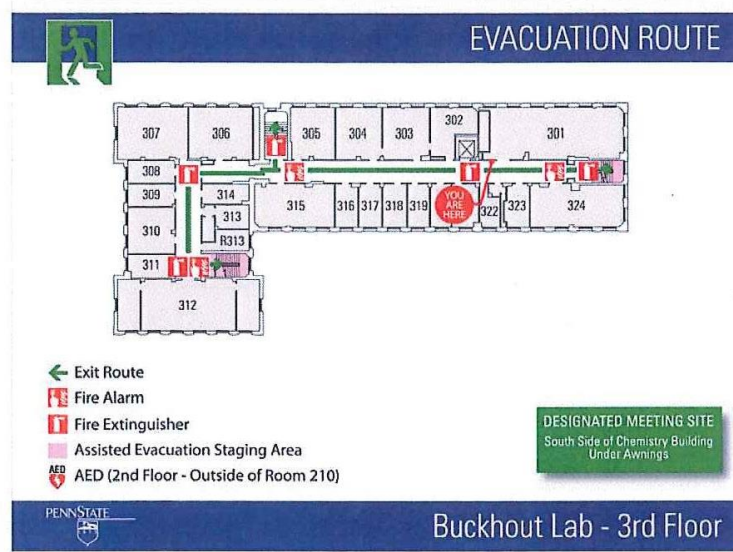 EVACUATION ROUTE
307
306
305
304
303
302
301
308
309
314
310
313
R313
311
312
315
316
317
318
319
YOU
ARE
HERE
322
323
324
Exit Route
Fire Alarm
Fire Extinguisher
Assisted Evacuation Staging Area
AED
AED (2nd Floor - Outside of Room 210)
DESIGNATED MEETING SITE
South Side of Chemistry Building
Under Awnings
PENNSTATE
Buckhout Lab - 3rd Floor